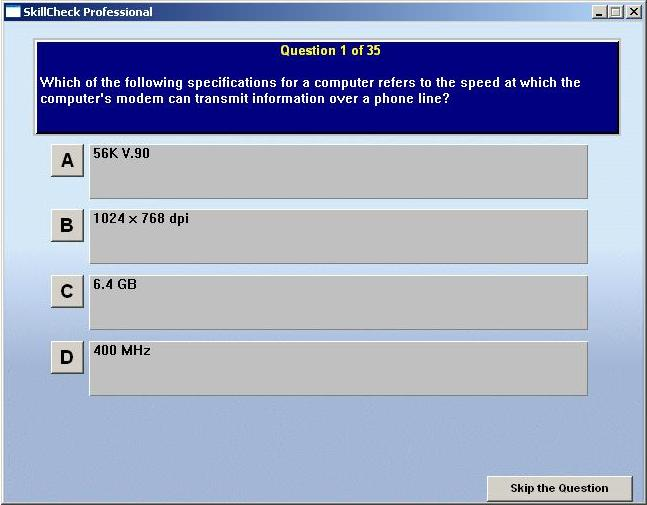 SkillCheck Professional
Question 1 of 35
Which of the following specifications for a computer refers to the speed at which the
computer's modem can transmit information over a phone line?
A 56K V.90
B 1024 x 768 dpi
C 6.4 GB
D 400 MHz
Skip the Question